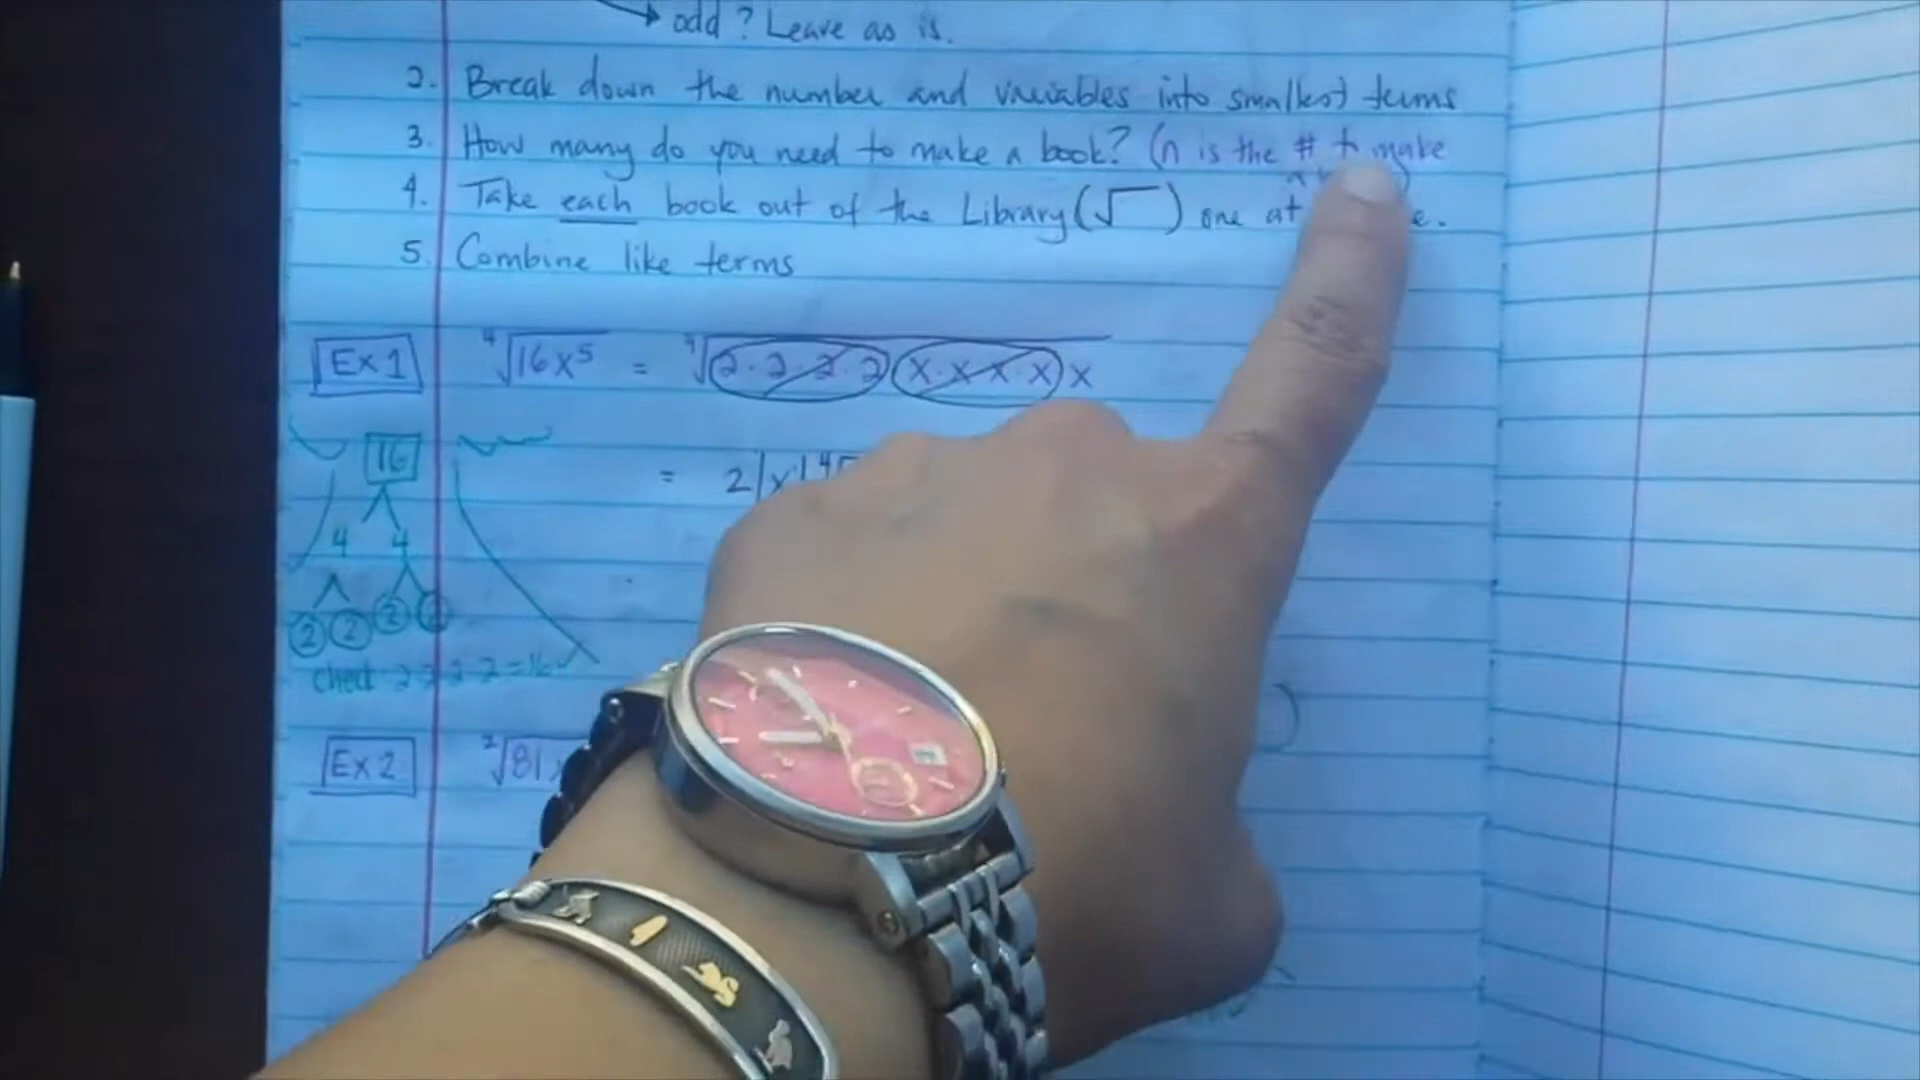 → odd? Leave as is.
2. Break down the number and variables into smallest terms
3. How many do you need to make a book? (n is the # to make
4. Take each book out of the Library (√ ) one at
5. Combine like terms
Ex 1 ⁴√16x⁵ = ⁴√2·2·2·2 x·x·x·x x
= 2|x| ⁴√
16
4 4
2 2 2 2
check 2·2·2·2=16✓
Ex 2 ²√81